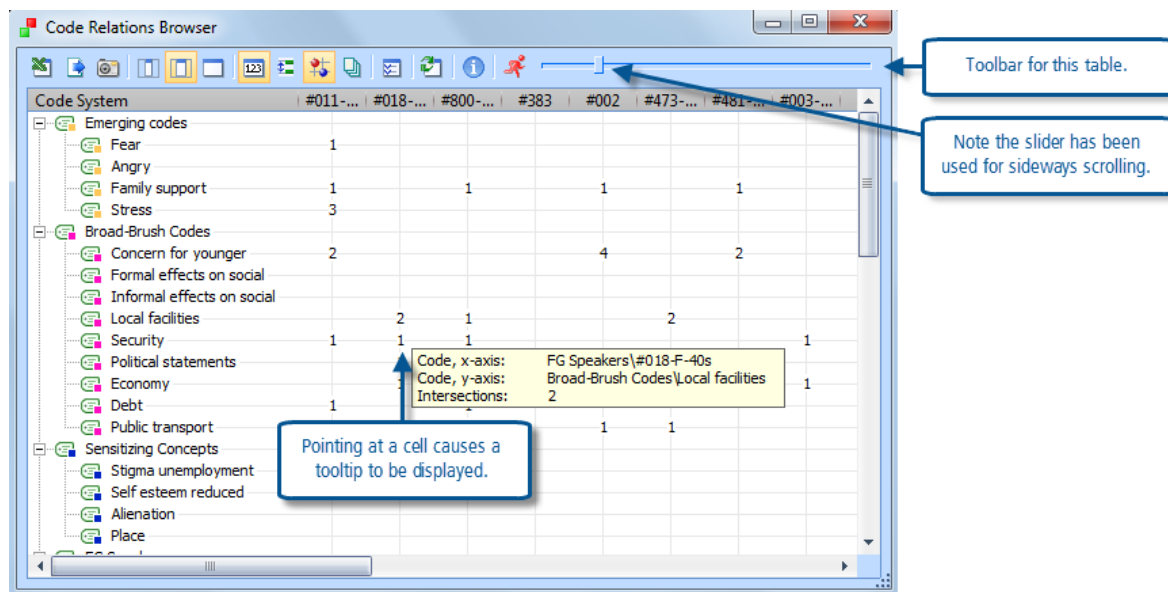 Code Relations Browser
123
Toolbar for this table.
Code System #011-... #018-... #800-... #383 #002 #473-... #481-... #003-...
Emerging codes
Fear 1
Angry
Note the slider has been
used for sideways scrolling.
Family support 1 1 1 1
Stress 3
Broad-Brush Codes
Concern for younger 2 4 2
Formal effects on social
Informal effects on social
Local facilities 2 1 2
Security 1 1 1 1
Political statements
Code, x-axis: FG Speakers\#018-F-40s
Economy 1
Code, y-axis: Broad-Brush Codes\Local facilities
Intersections: 2
Debt 1
Public transport 1 1
Pointing at a cell causes a
tooltip to be displayed.
Sensitizing Concepts
Stigma unemployment
Self esteem reduced
Alienation
Place